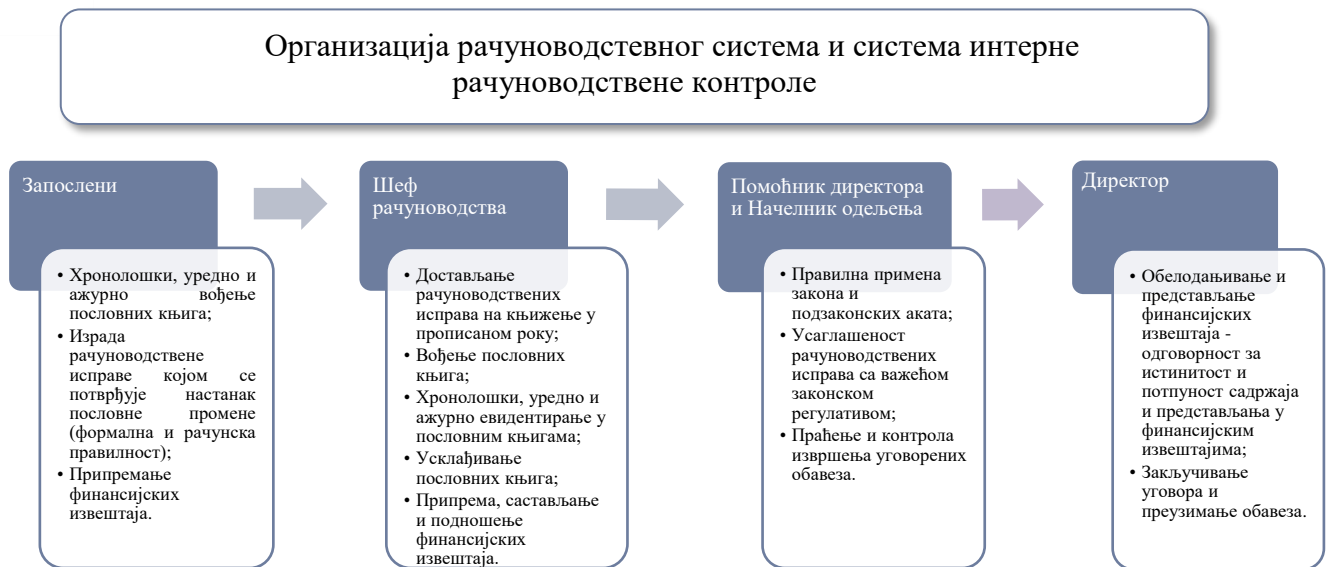 Организација рачуноводстевног система и система интерне
рачуноводствене контроле
Запослени
• Хронолошки, уредно и
ажурно вођење
пословних књига;
• Израда
рачуноводствене
исправе којом се
потврђује настанак
пословне промене
(формална и рачунска
правилност);
• Припремање
финансијских
извештаја.
Шеф
рачуноводства
• Достављање
рачуноводствених
исправа на књижење у
прописаном року;
• Вођење пословних
књига;
• Хронолошки, уредно и
ажурно евидентирање у
пословним књигама;
• Усклађивање
пословних књига;
• Припрема, састављање
и подношење
финансијских
извештаја.
Помоћник директора
и Начелник одељења
• Правилна примена
закона и
подзаконских аката;
• Усаглашеност
рачуноводствених
исправа са важећом
законском
регулативом;
• Праћење и контрола
извршења уговорених
обавеза.
Директор
• Обелодањивање и
представљање
финансијских
извештаја -
одговорност за
истинитост и
потпуност садржаја
и представљања у
финансијским
извештајима;
• Закључивање
уговора и
преузимање обавеза.